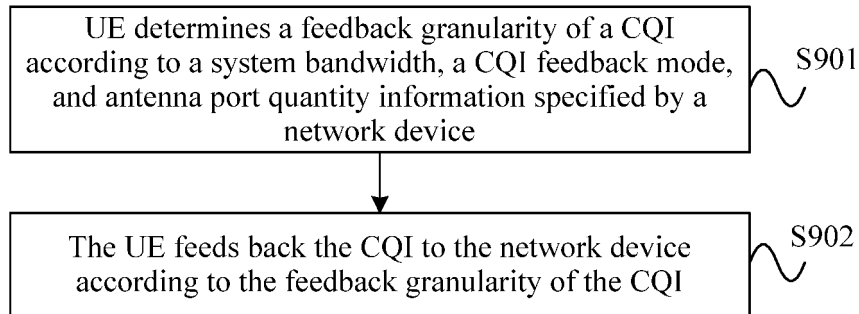 UE determines a feedback granularity of a CQI
according to a system bandwidth, a CQI feedback mode,
and antenna port quantity information specified by a
network device
S901
The UE feeds back the CQI to the network device
according to the feedback granularity of the CQI
S902